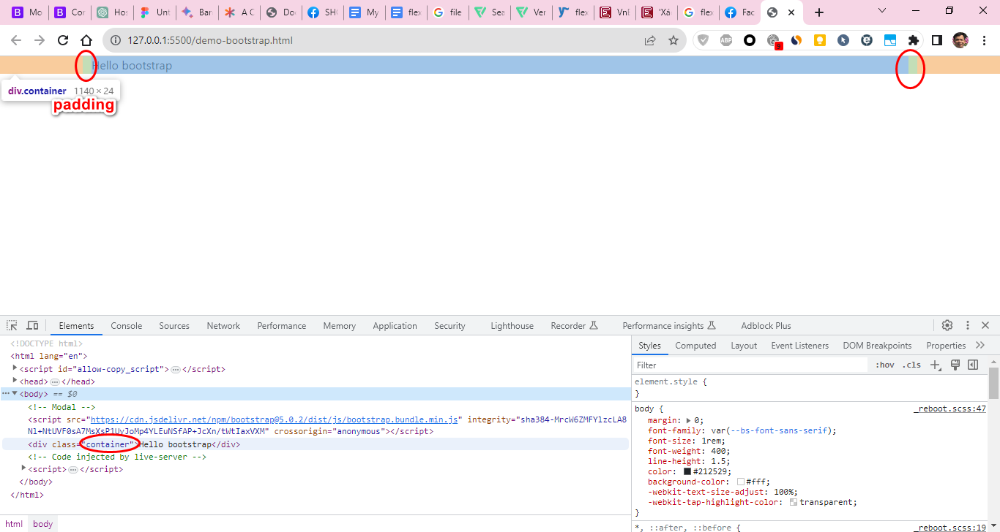 Mo Cor Hos Unt Bar A C Do SH My flex file Sea Ver flex VnE 'Xá flex Fac
127.0.0.1:5500/demo-bootstrap.html ABP 5
Hello bootstrap
div.container 1140 × 24
padding
Elements Console Sources Network Performance Memory Application Security Lighthouse Recorder Performance insights Adblock Plus
<!DOCTYPE html>
<html lang="en">
<script id="allow-copy_script">…</script>
<head>…</head>
… <body> == $0
<!-- Modal -->
<script src="https://cdn.jsdelivr.net/npm/bootstrap@5.0.2/dist/js/bootstrap.bundle.min.js" integrity="sha384-MrcW6ZMFYlzcLA8
Nl+NtUVF0sA7MsXsP1UyJoMp4YLEuNSfAP+JcXn/tWtIaxVXM" crossorigin="anonymous"></script>
<div class="container">Hello bootstrap</div>
<!-- Code injected by live-server -->
<script>…</script>
</body>
</html>
html body
Styles Computed Layout Event Listeners DOM Breakpoints Properties
Filter :hov .cls
element.style {
}
body { _reboot.scss:47
margin: 0;
font-family: var(--bs-font-sans-serif);
font-size: 1rem;
font-weight: 400;
line-height: 1.5;
color: #212529;
background-color: #fff;
-webkit-text-size-adjust: 100%;
-webkit-tap-highlight-color: transparent;
}
*, ::after, ::before { _reboot.scss:19